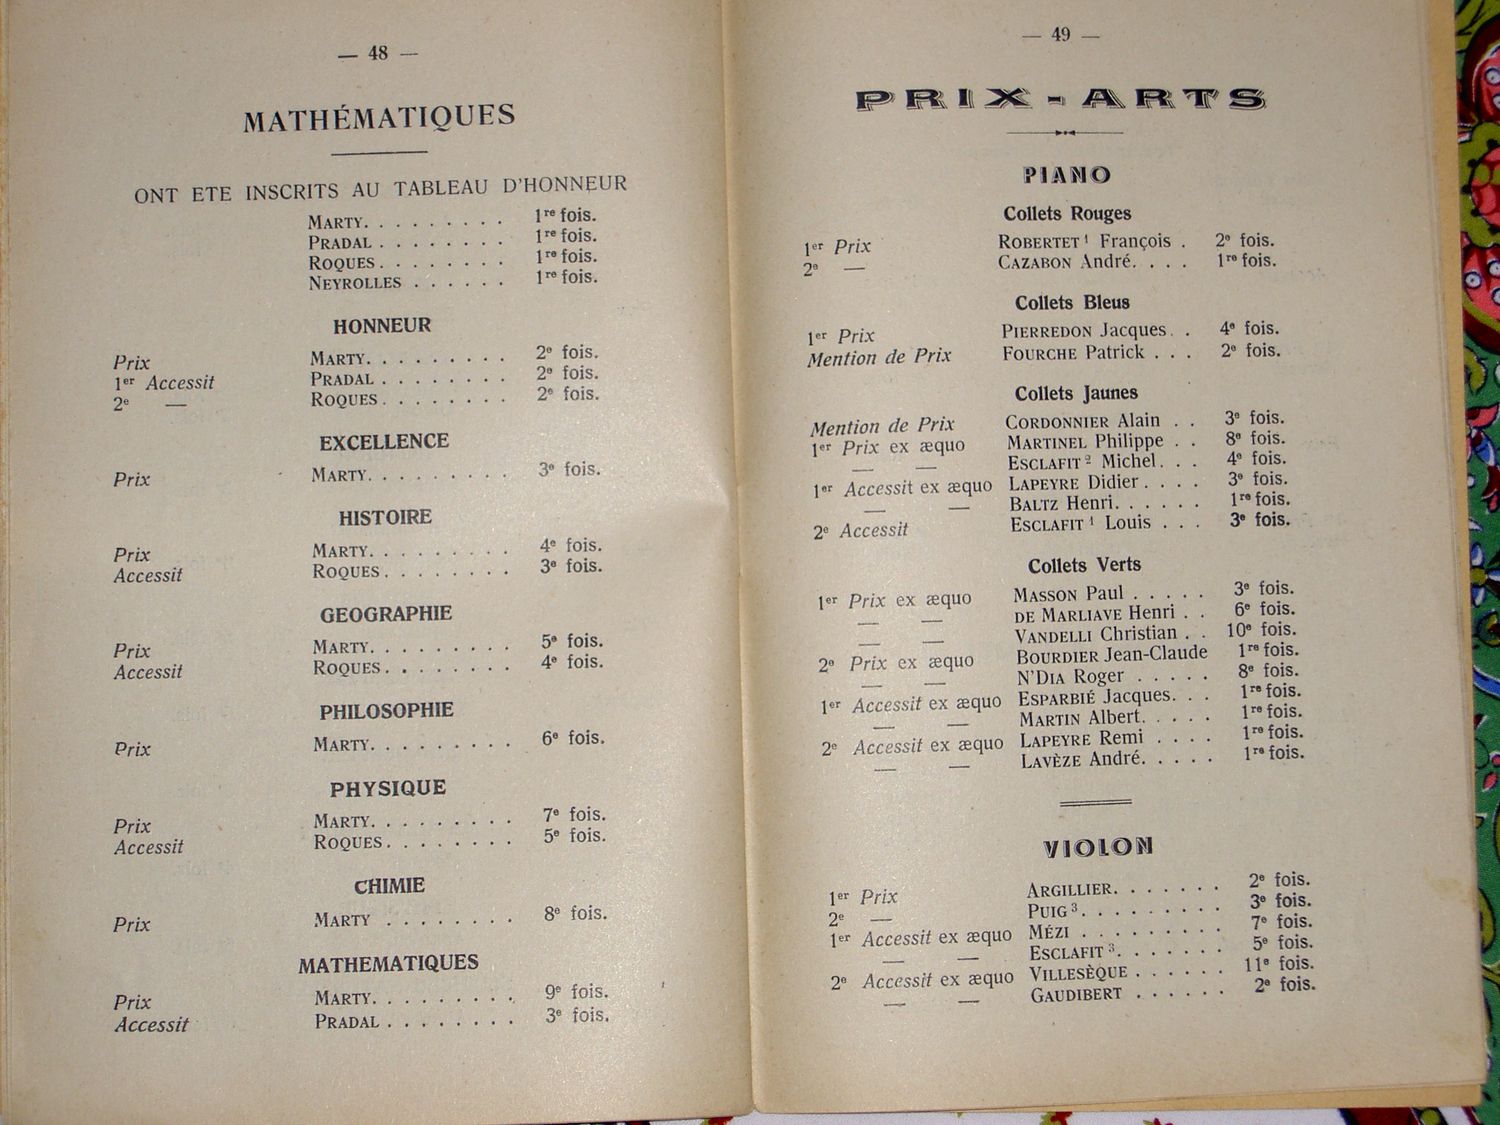 — 48 —
MATHÉMATIQUES
ONT ETE INSCRITS AU TABLEAU D'HONNEUR
MARTY. . . . . . . . . 1re fois.
PRADAL . . . . . . . . 1re fois.
ROQUES. . . . . . . . 1re fois.
NEYROLLES . . . . . . 1re fois.
HONNEUR
Prix MARTY. . . . . . . . . 2e fois.
1er Accessit PRADAL . . . . . . . . 2e fois.
2e — ROQUES. . . . . . . . 2e fois.
EXCELLENCE
Prix MARTY. . . . . . . . . 3e fois.
HISTOIRE
Prix MARTY. . . . . . . . . 4e fois.
Accessit ROQUES. . . . . . . . 3e fois.
GEOGRAPHIE
Prix MARTY. . . . . . . . . 5e fois.
Accessit ROQUES. . . . . . . . 4e fois.
PHILOSOPHIE
Prix MARTY. . . . . . . . . 6e fois.
PHYSIQUE
Prix MARTY. . . . . . . . . 7e fois.
Accessit ROQUES. . . . . . . . 5e fois.
CHIMIE
Prix MARTY . . . . . . . . 8e fois.
MATHEMATIQUES
Prix MARTY. . . . . . . . . 9e fois.
Accessit PRADAL . . . . . . . . 3e fois.
— 49 —
PRIX-ARTS
PIANO
Collets Rouges
1er Prix ROBERTET 1 François . 2e fois.
2e — CAZABON André. . . . 1re fois.
Collets Bleus
1er Prix PIERREDON Jacques. . 4e fois.
Mention de Prix FOURCHE Patrick . . . 2e fois.
Collets Jaunes
Mention de Prix CORDONNIER Alain . . 3e fois.
1er Prix ex æquo MARTINEL Philippe . . 8e fois.
— — ESCLAFIT 2 Michel. . . 4e fois.
1er Accessit ex æquo LAPEYRE Didier . . . . 3e fois.
— — BALTZ Henri. . . . . . 1re fois.
2e Accessit ESCLAFIT 1 Louis . . . 3e fois.
Collets Verts
1er Prix ex æquo MASSON Paul . . . . . 3e fois.
— — DE MARLIAVE Henri . . 6e fois.
— — VANDELLI Christian . . 10e fois.
2e Prix ex æquo BOURDIER Jean-Claude 1re fois.
— — N'DIA Roger . . . . . 8e fois.
1er Accessit ex æquo ESPARBIÉ Jacques. . . 1re fois.
— — MARTIN Albert. . . . . 1re fois.
2e Accessit ex æquo LAPEYRE Remi . . . . 1re fois.
— — LAVÈZE André. . . . . 1re fois.
VIOLON
1er Prix ARGILLIER. . . . . . . 2e fois.
2e — PUIG 3. . . . . . . . . 3e fois.
1er Accessit ex æquo MÉZI . . . . . . . . . 7e fois.
— — ESCLAFIT 3. . . . . . . 5e fois.
2e Accessit ex æquo VILLESÈQUE . . . . . . 11e fois.
— — GAUDIBERT . . . . . . 2e fois.